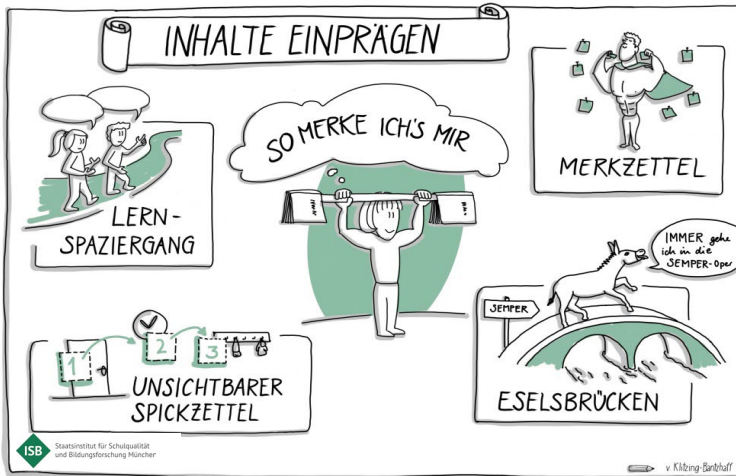 INHALTE EINPRÄGEN
LERN-
SPAZIERGANG
SO MERKE ICH'S MIR
MERKZETTEL
IMMER gehe
ich in die
SEMPER-Oper
SEMPER
ESELSBRÜCKEN
1
2
3
UNSICHTBARER
SPICKZETTEL
ISB
Staatsinstitut für Schulqualität
und Bildungsforschung München
v. Klitzing-Bantzhaff